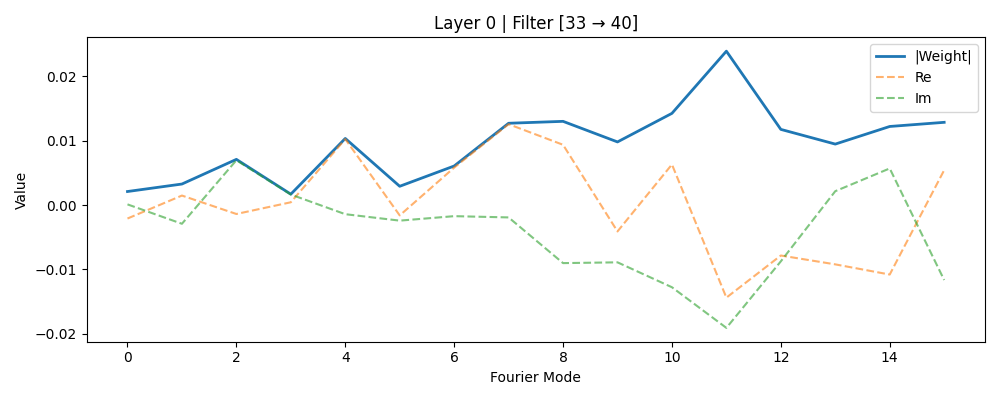 Layer 0 | Filter [33 → 40]
|Weight|
Re
Im
0.02
0.01
0.00
−0.01
−0.02
Value
0 2 4 6 8 10 12 14
Fourier Mode